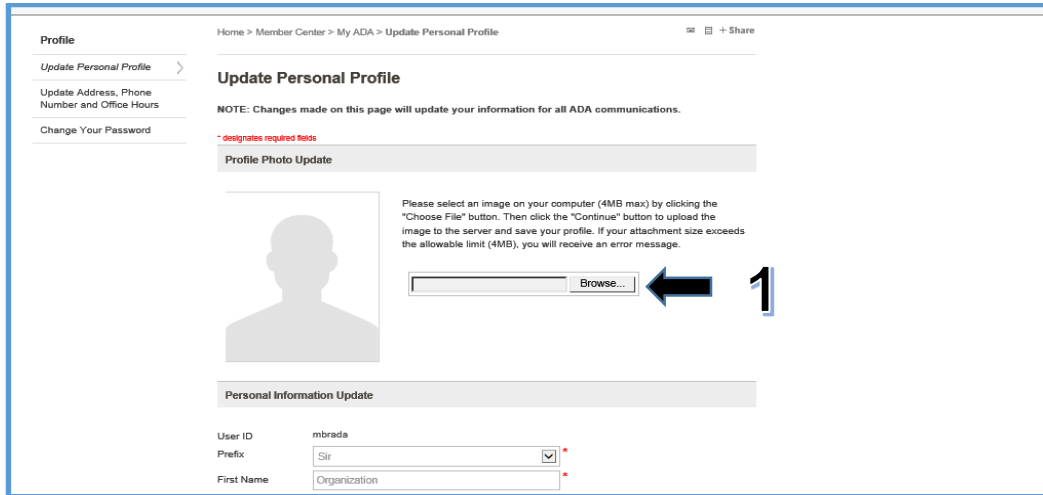 Profile
Update Personal Profile
Update Address, Phone
Number and Office Hours
Change Your Password
Home > Member Center > My ADA > Update Personal Profile
+ Share
Update Personal Profile
NOTE: Changes made on this page will update your information for all ADA communications.
* designates required fields
Profile Photo Update
Please select an image on your computer (4MB max) by clicking the
"Choose File" button. Then click the "Continue" button to upload the
image to the server and save your profile. If your attachment size exceeds
the allowable limit (4MB), you will receive an error message.
Browse...
1
Personal Information Update
User ID mbrada
Prefix Sir *
First Name Organization *